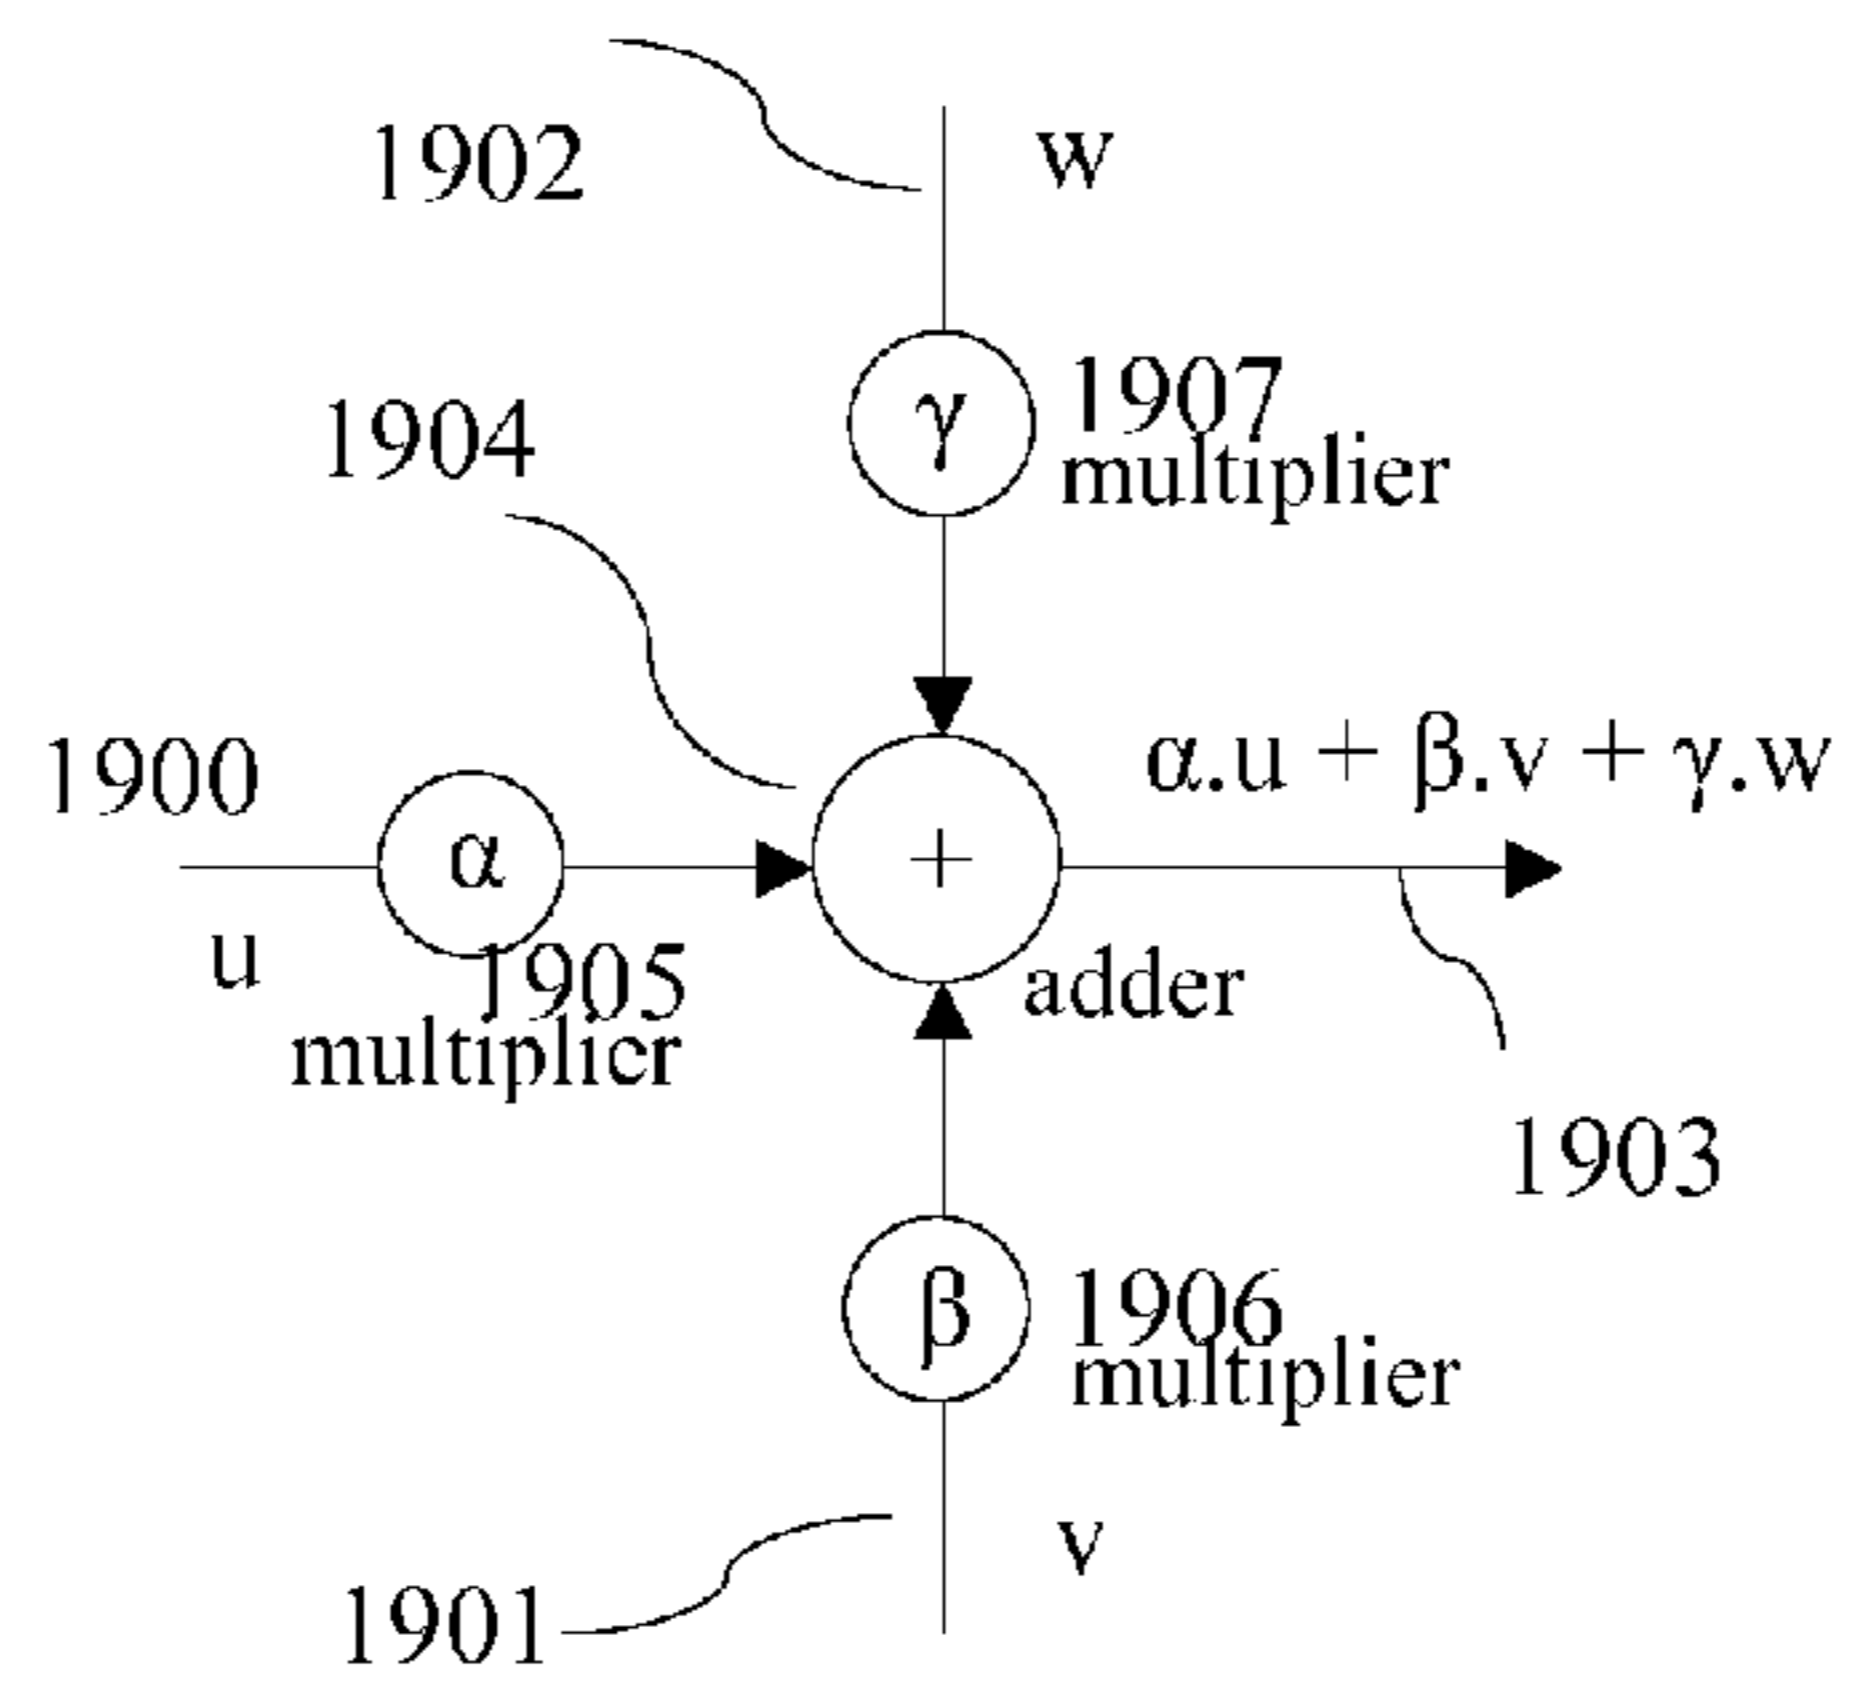 1902
w
γ
1907
multiplier
1904
α.u + β.v + γ.w
1900
α
+
u
1905
multiplier
adder
1903
β
1906
multiplier
v
1901